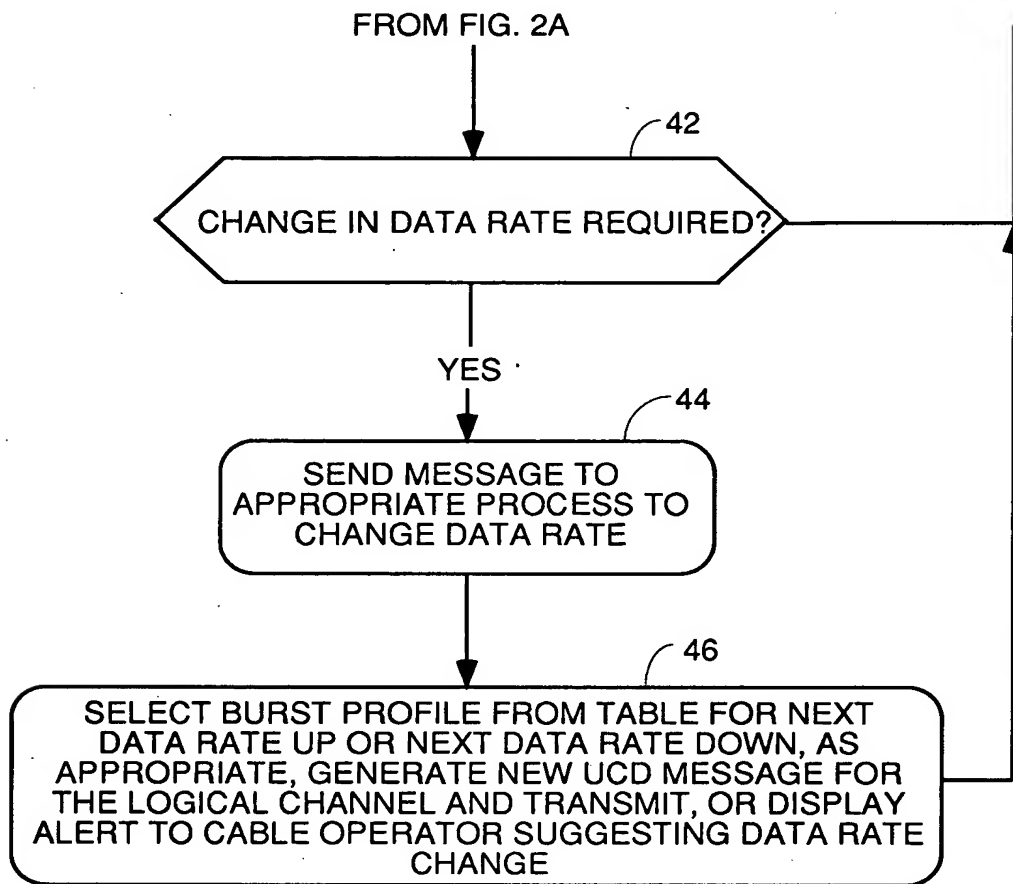 FROM FIG. 2A
42
CHANGE IN DATA RATE REQUIRED?
YES
44
SEND MESSAGE TO
APPROPRIATE PROCESS TO
CHANGE DATA RATE
46
SELECT BURST PROFILE FROM TABLE FOR NEXT
DATA RATE UP OR NEXT DATA RATE DOWN, AS
APPROPRIATE, GENERATE NEW UCD MESSAGE FOR
THE LOGICAL CHANNEL AND TRANSMIT, OR DISPLAY
ALERT TO CABLE OPERATOR SUGGESTING DATA RATE
CHANGE